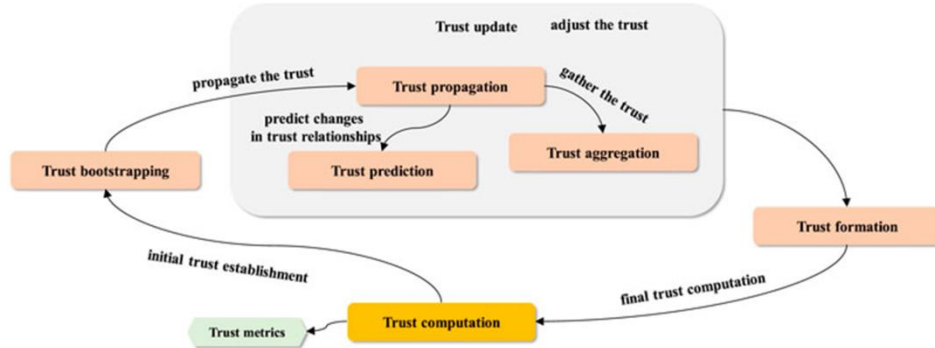 Trust update
adjust the trust
propagate the trust
Trust propagation
gather the trust
predict changes
in trust relationships
Trust aggregation
Trust bootstrapping
Trust prediction
Trust formation
initial trust establishment
final trust computation
Trust computation
Trust metrics